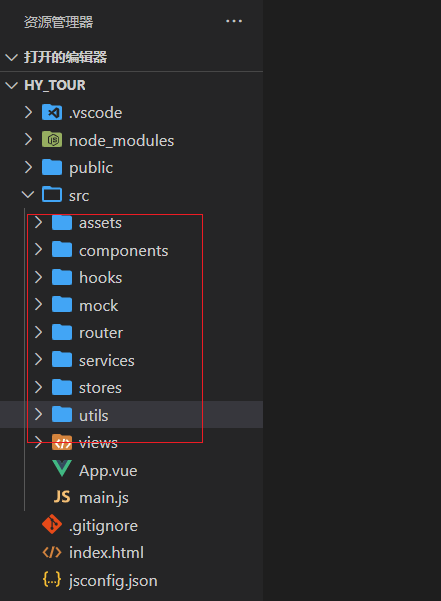 资源管理器 ···
打开的编辑器
HY_TOUR
.vscode
node_modules
public
src
assets
components
hooks
mock
router
services
stores
utils
views
App.vue
JS main.js
.gitignore
index.html
jsconfig.json